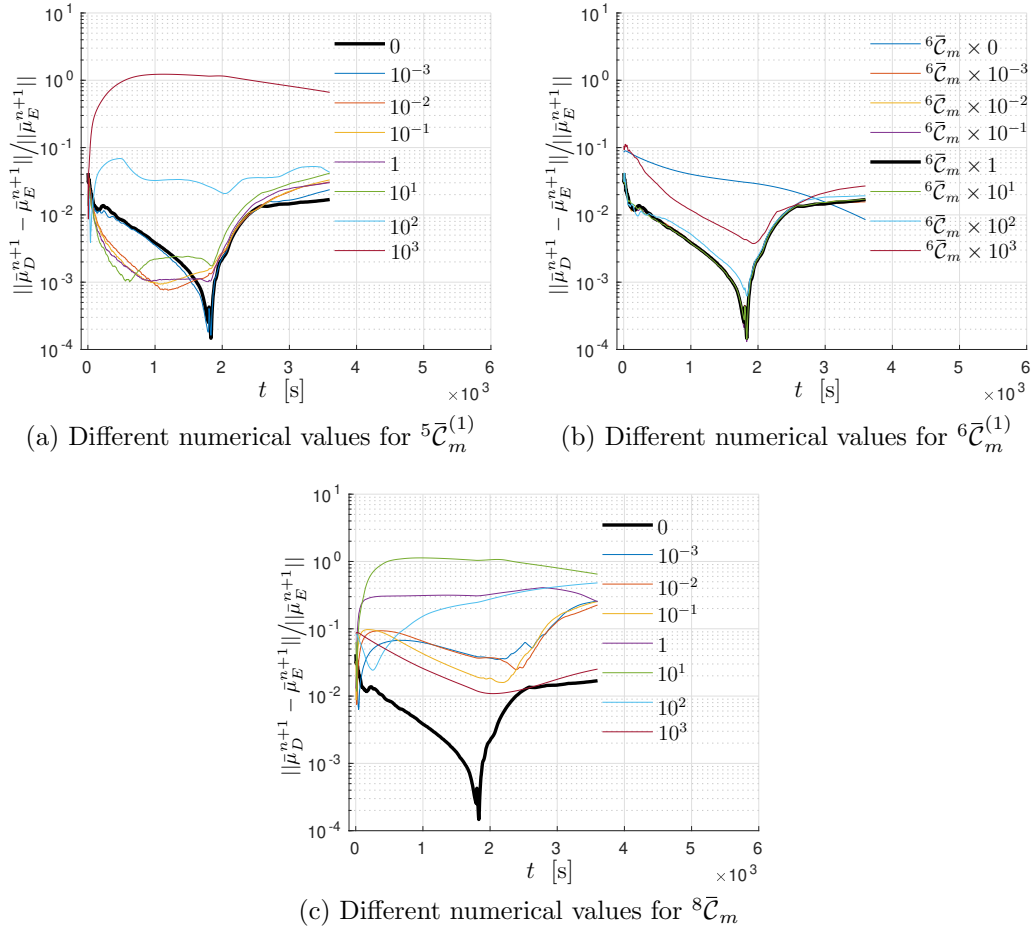 10^1
10^0
10^-1
10^-2
10^-3
10^-4
||μ̄_D^{n+1} − μ̄_E^{n+1}||/||μ̄_E^{n+1}||
0
10^-3
10^-2
10^-1
1
10^1
10^2
10^3
0 1 2 3 4 5 6
t [s]
×10^3
(a) Different numerical values for ^5C̄_m^{(1)}
10^1
10^0
10^-1
10^-2
10^-3
10^-4
||μ̄_D^{n+1} − μ̄_E^{n+1}||/||μ̄_E^{n+1}||
^6C̄_m × 0
^6C̄_m × 10^-3
^6C̄_m × 10^-2
^6C̄_m × 10^-1
^6C̄_m × 1
^6C̄_m × 10^1
^6C̄_m × 10^2
^6C̄_m × 10^3
0 1 2 3 4 5 6
t [s]
×10^3
(b) Different numerical values for ^6C̄_m^{(1)}
10^1
10^0
10^-1
10^-2
10^-3
10^-4
||μ̄_D^{n+1} − μ̄_E^{n+1}||/||μ̄_E^{n+1}||
0
10^-3
10^-2
10^-1
1
10^1
10^2
10^3
0 1 2 3 4 5 6
t [s]
×10^3
(c) Different numerical values for ^8C̄_m